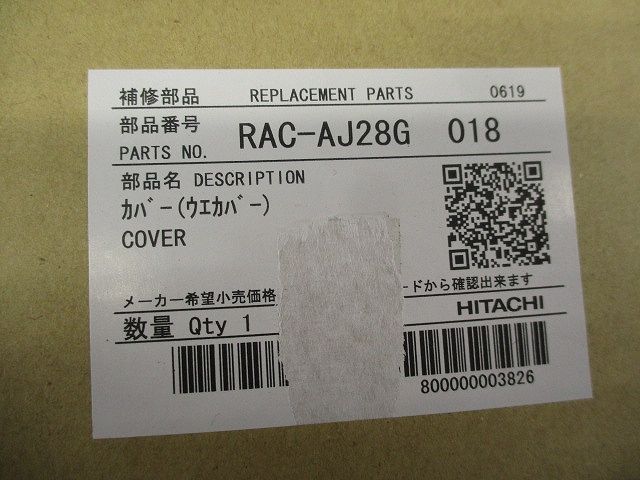 補修部品 REPLACEMENT PARTS 0619
部品番号
PARTS NO. RAC-AJ28G 018
部品名 DESCRIPTION
ｶﾊﾞｰ(ｳｴｶﾊﾞｰ)
COVER
メーカー希望小売価格 ードから確認出来ます
数量 Qty 1 HITACHI
800000003826